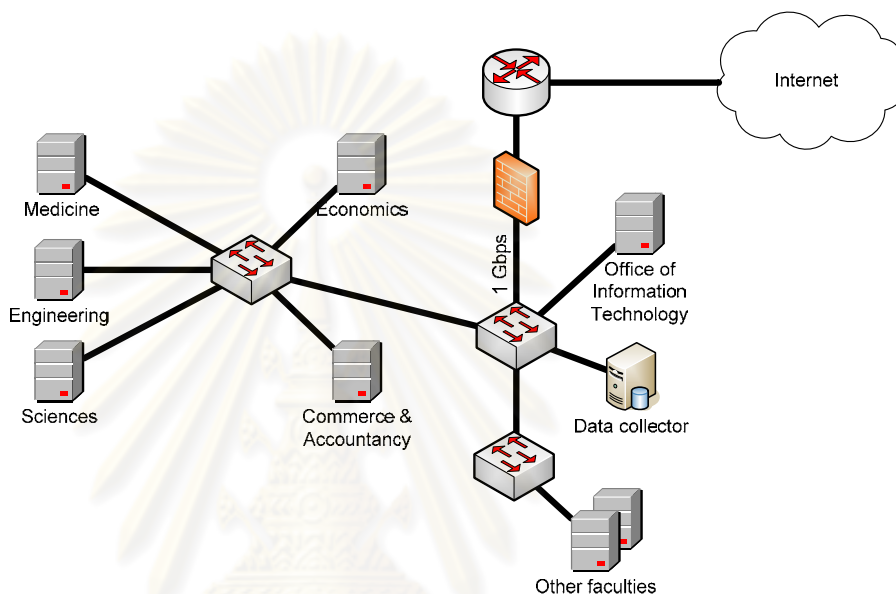 Internet
Medicine
Economics
1 Gbps
Office of
Information
Technology
Engineering
Sciences
Commerce &
Accountancy
Data collector
Other faculties